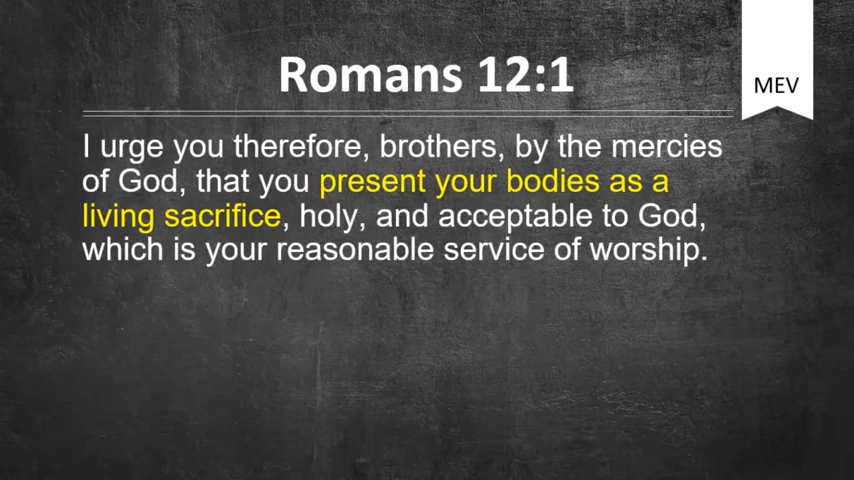 Romans 12:1
MEV
I urge you therefore, brothers, by the mercies
of God, that you present your bodies as a
living sacrifice, holy, and acceptable to God,
which is your reasonable service of worship.